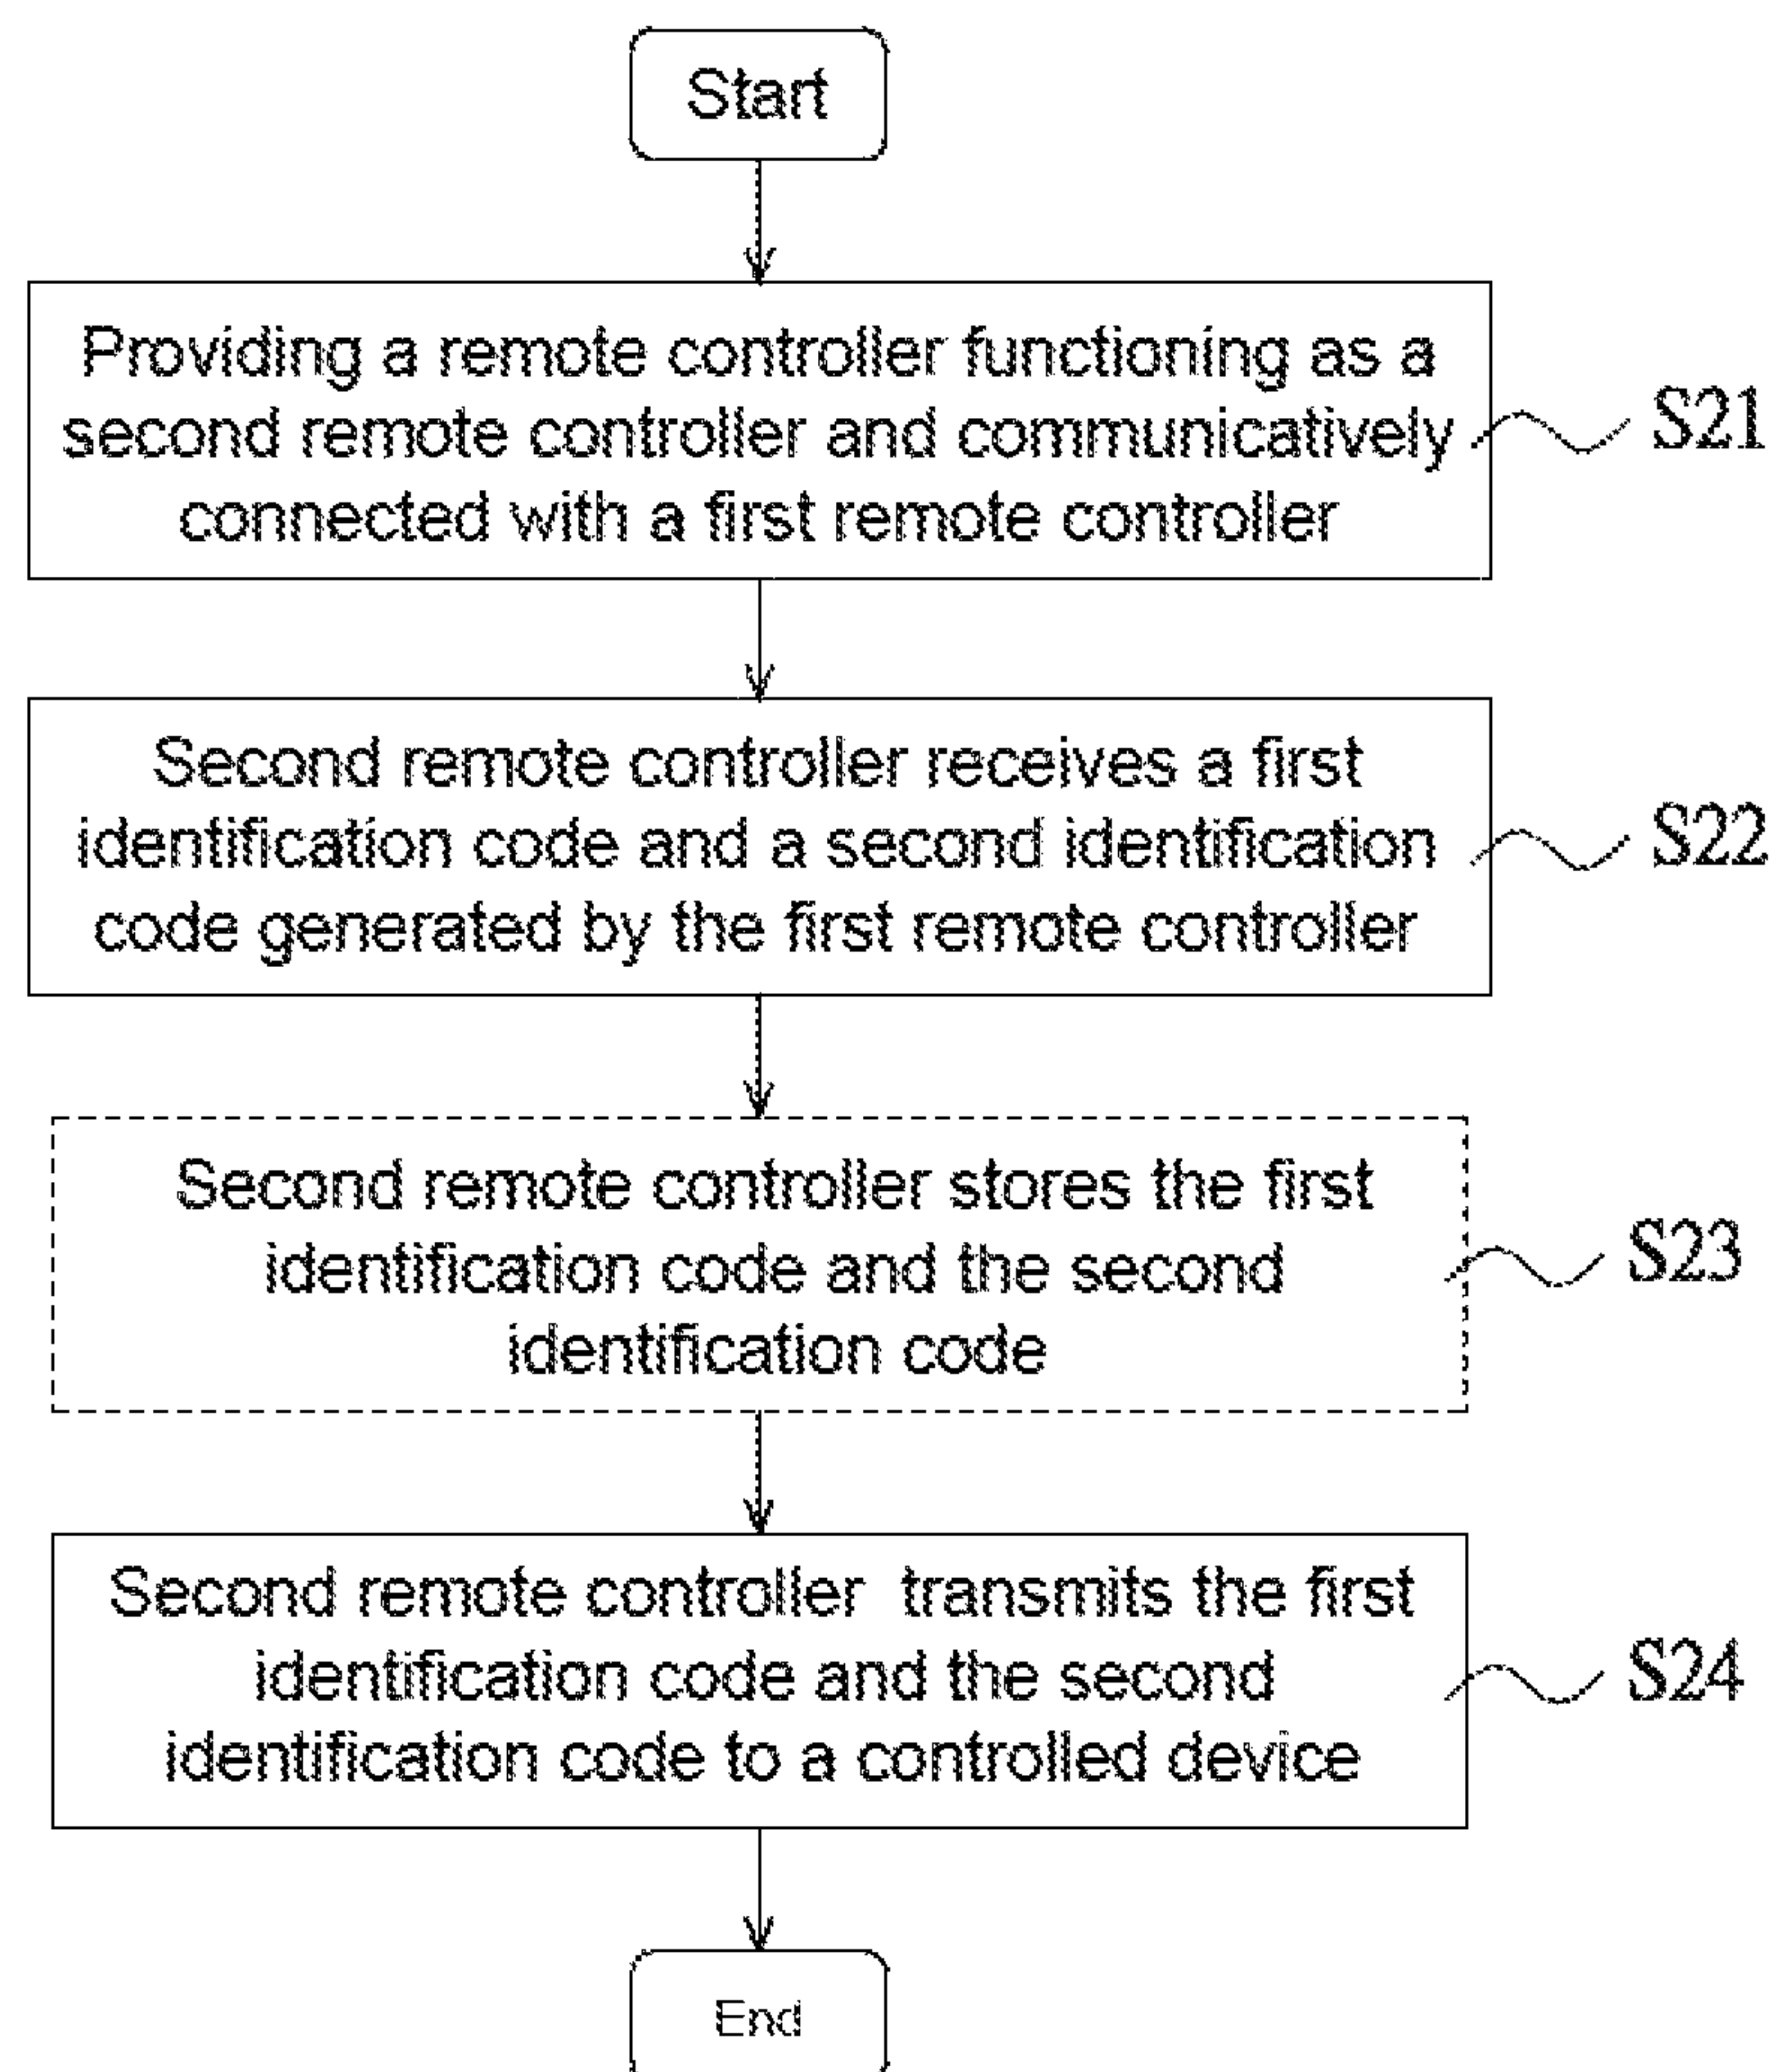 Start
Providing a remote controller functioning as a
second remote controller and communicatively
connected with a first remote controller
S21
Second remote controller receives a first
identification code and a second identification
code generated by the first remote controller
S22
Second remote controller stores the first
identification code and the second
identification code
S23
Second remote controller transmits the first
identification code and the second
identification code to a controlled device
S24
End